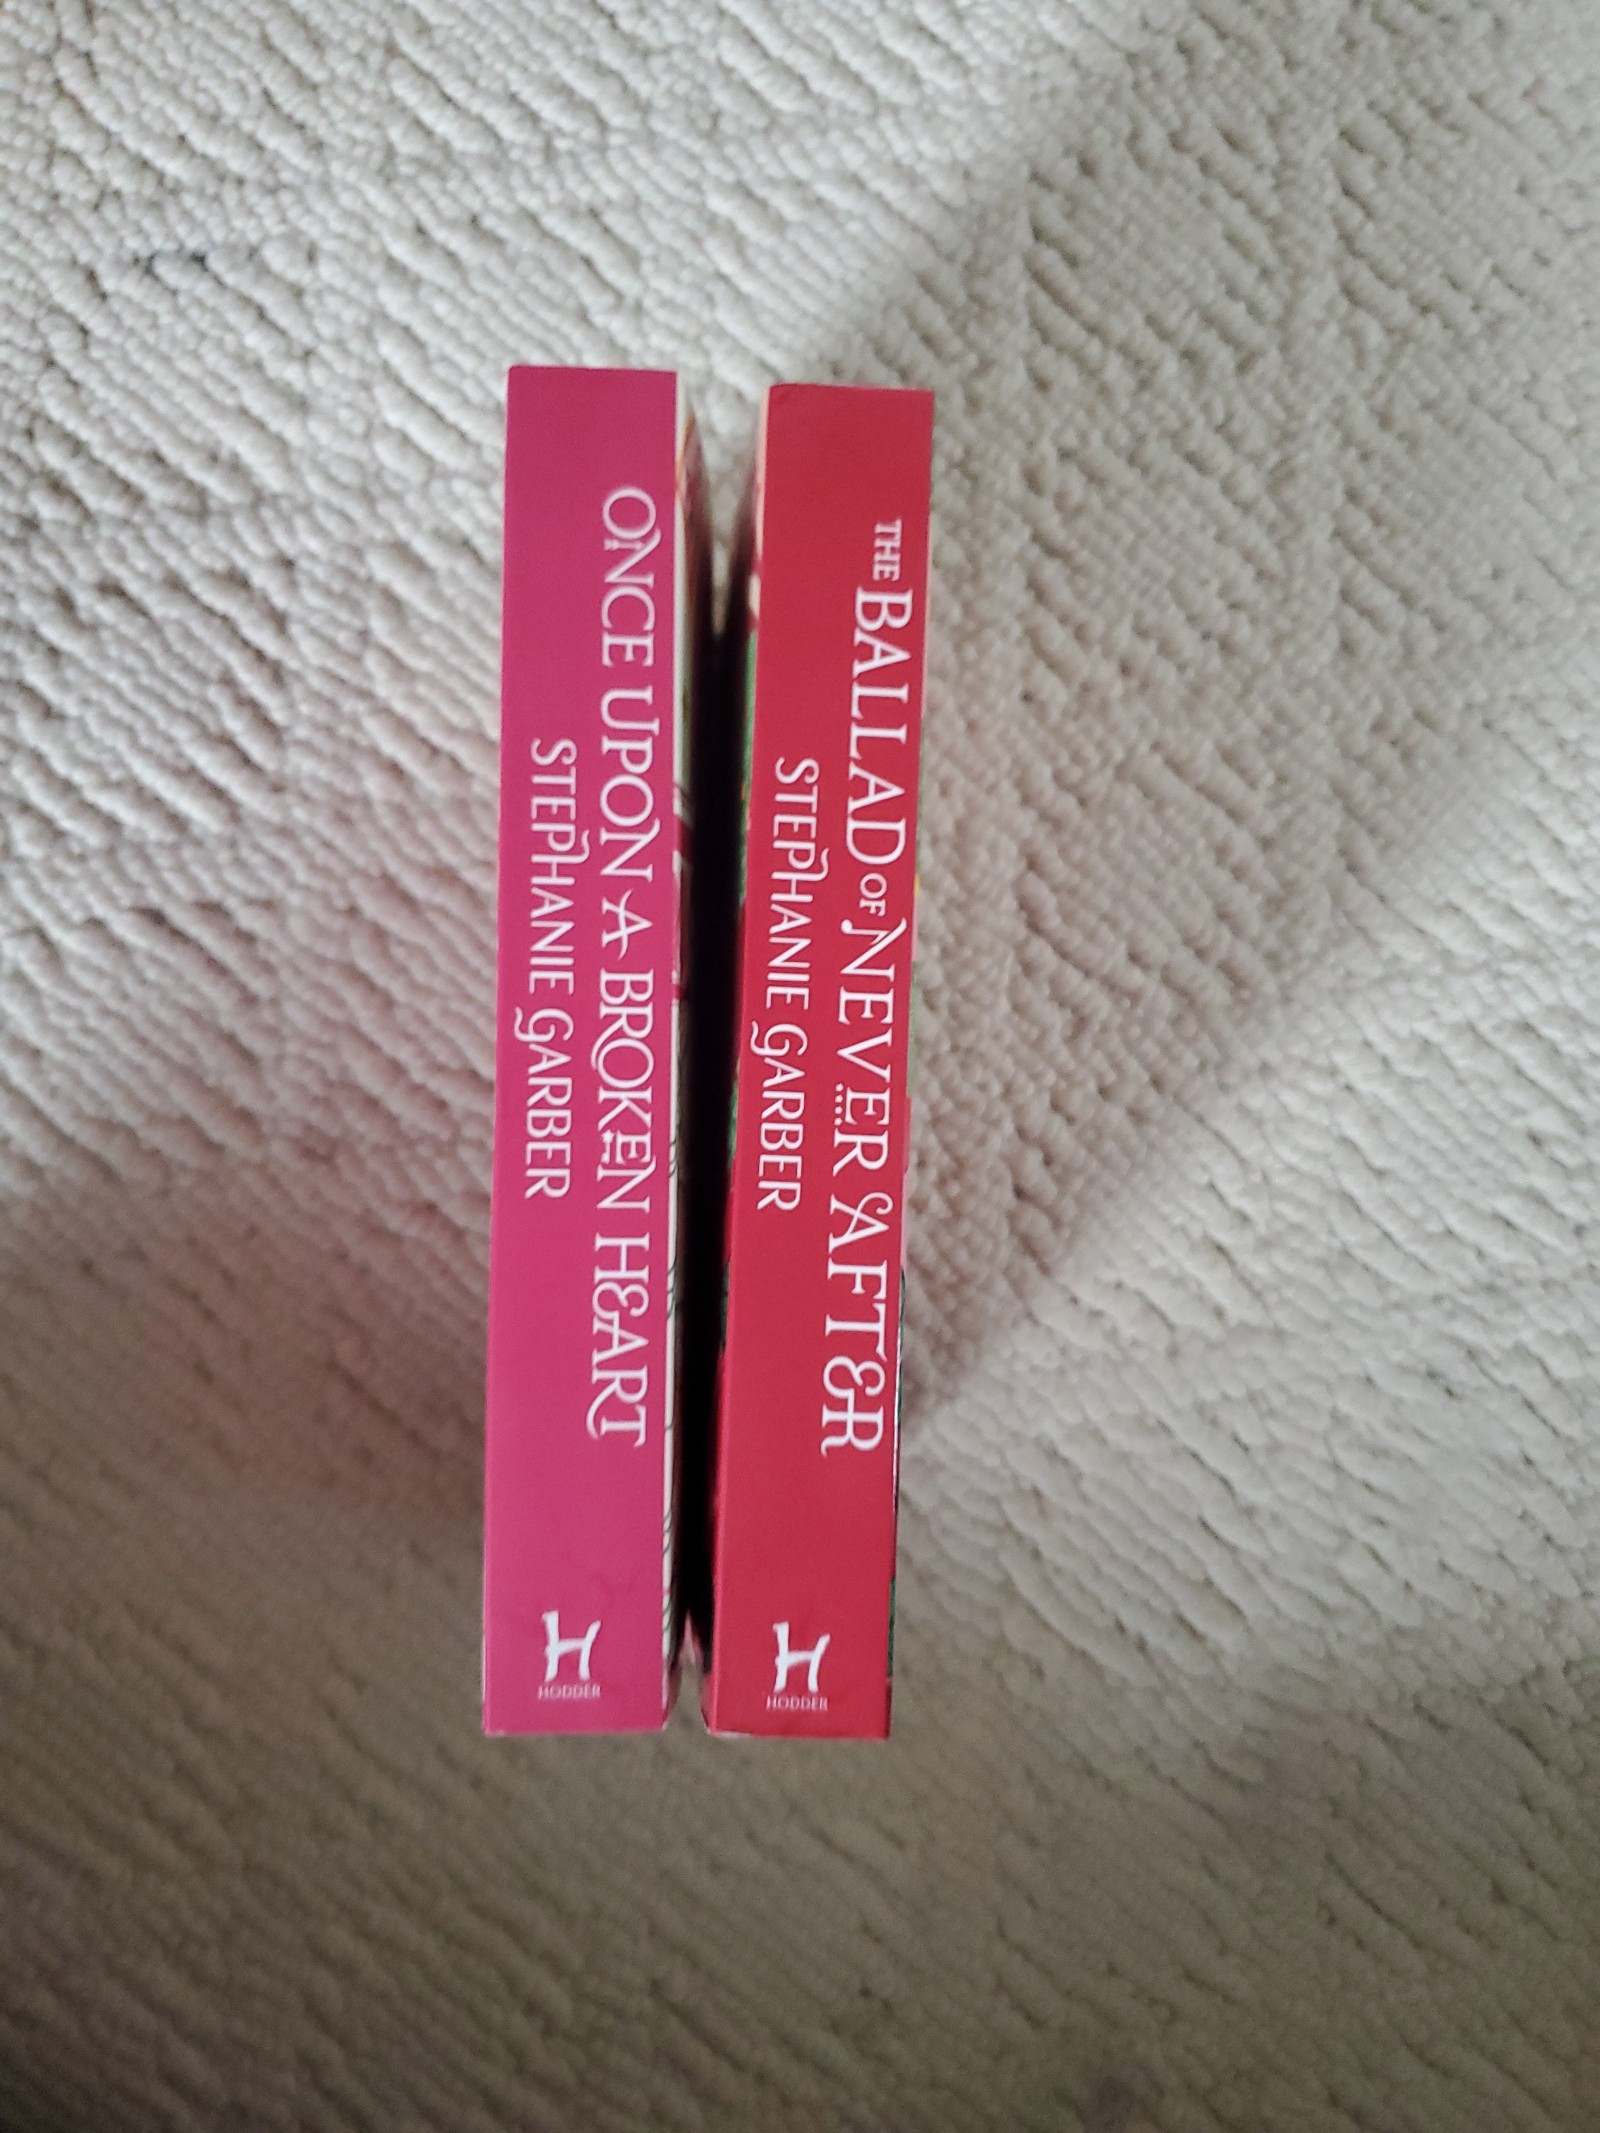 ONCE UPON A BROKEN HEART
STEPHANIE GARBER
H
HODDER
THE BALLAD OF NEVER AFTER
STEPHANIE GARBER
H
HODDER